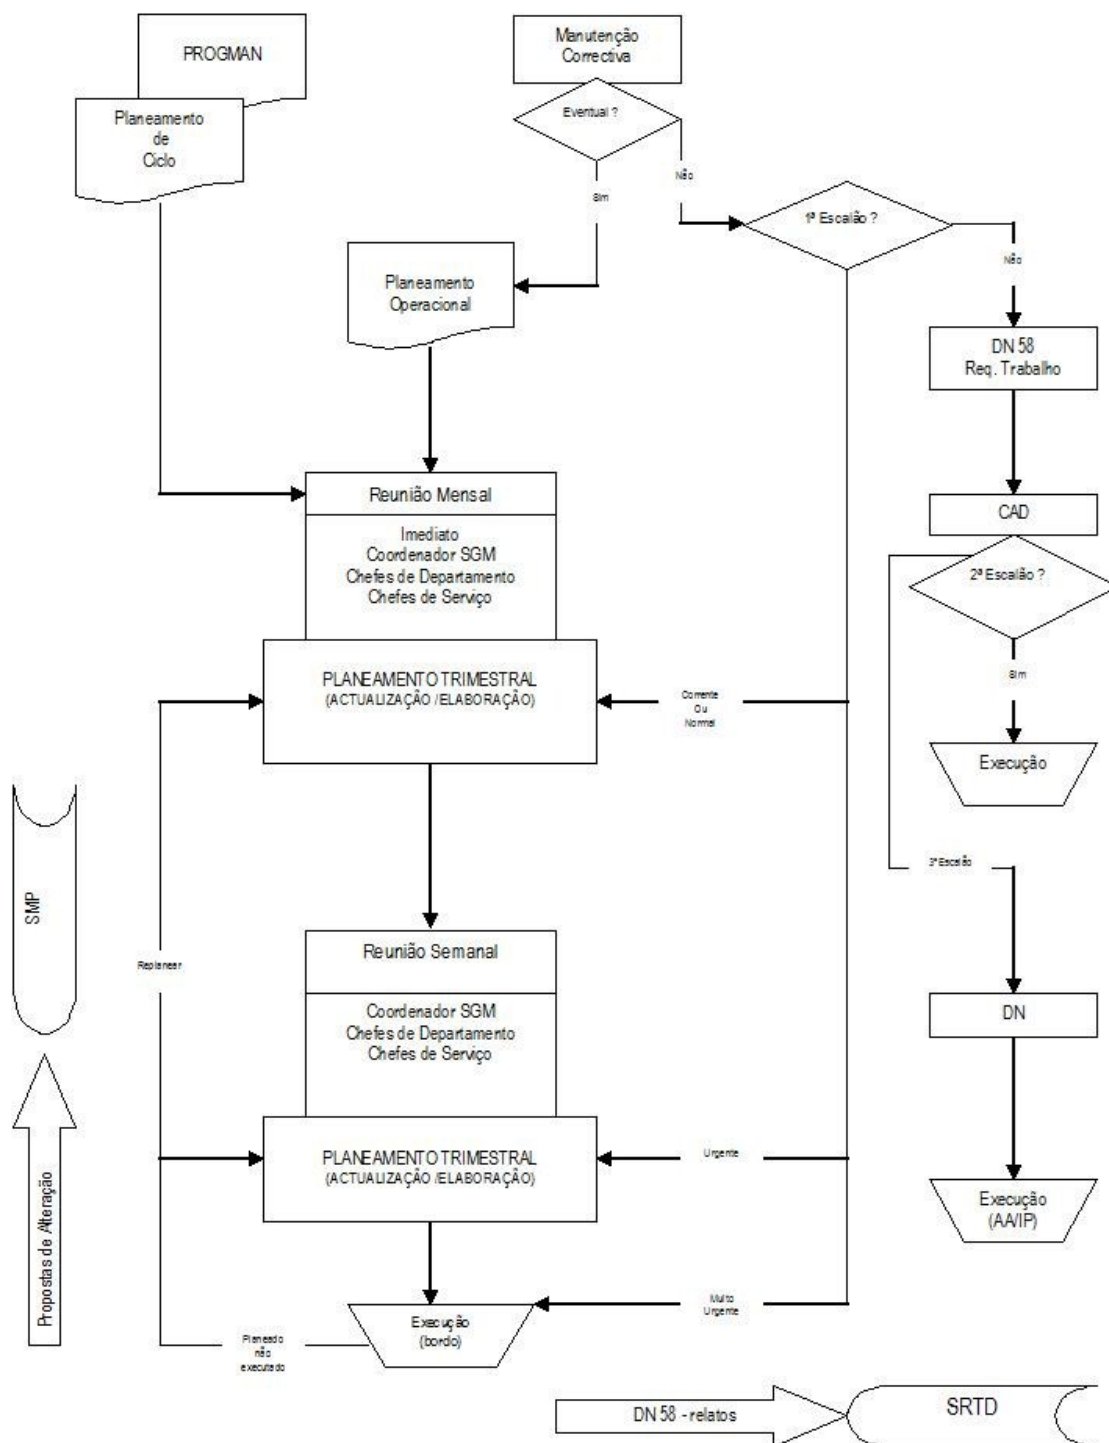 PROGMAN
Planeamento
de
Ciclo
Manutenção
Correctiva
Eventual ?
Sim
Não
1ª Escalão ?
Não
Planeamento
Operacional
DN 58
Req. Trabalho
CAD
2ª Escalão ?
Sim
Execução
3ª Escalão
DN
Execução
(AA/IP)
Reunião Mensal
Imediato
Coordenador SGM
Chefes de Departamento
Chefes de Serviço
PLANEAMENTO TRIMESTRAL
(ACTUALIZAÇÃO /ELABORAÇÃO)
Corrente
Ou
Normal
Reunião Semanal
Coordenador SGM
Chefes de Departamento
Chefes de Serviço
PLANEAMENTO TRIMESTRAL
(ACTUALIZAÇÃO /ELABORAÇÃO)
Urgente
Replanear
Execução
(bordo)
Muito
Urgente
Planeado
não
executado
SMP
Propostas de Alteração
DN 58 - relatos
SRTD